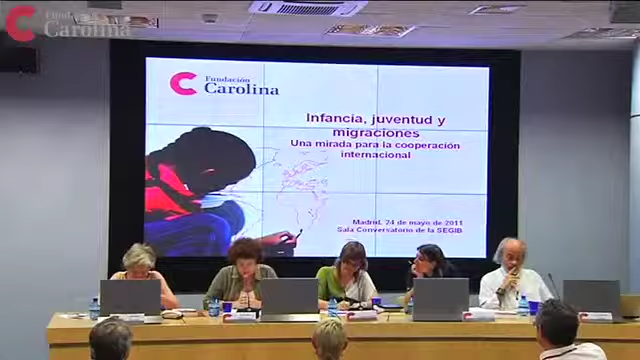 Fundación
Carolina
Fundación
Carolina
Infancia, juventud y
migraciones
Una mirada para la cooperación
internacional
Madrid, 24 de mayo de 2011
Sala Conversatorio de la SEGIB